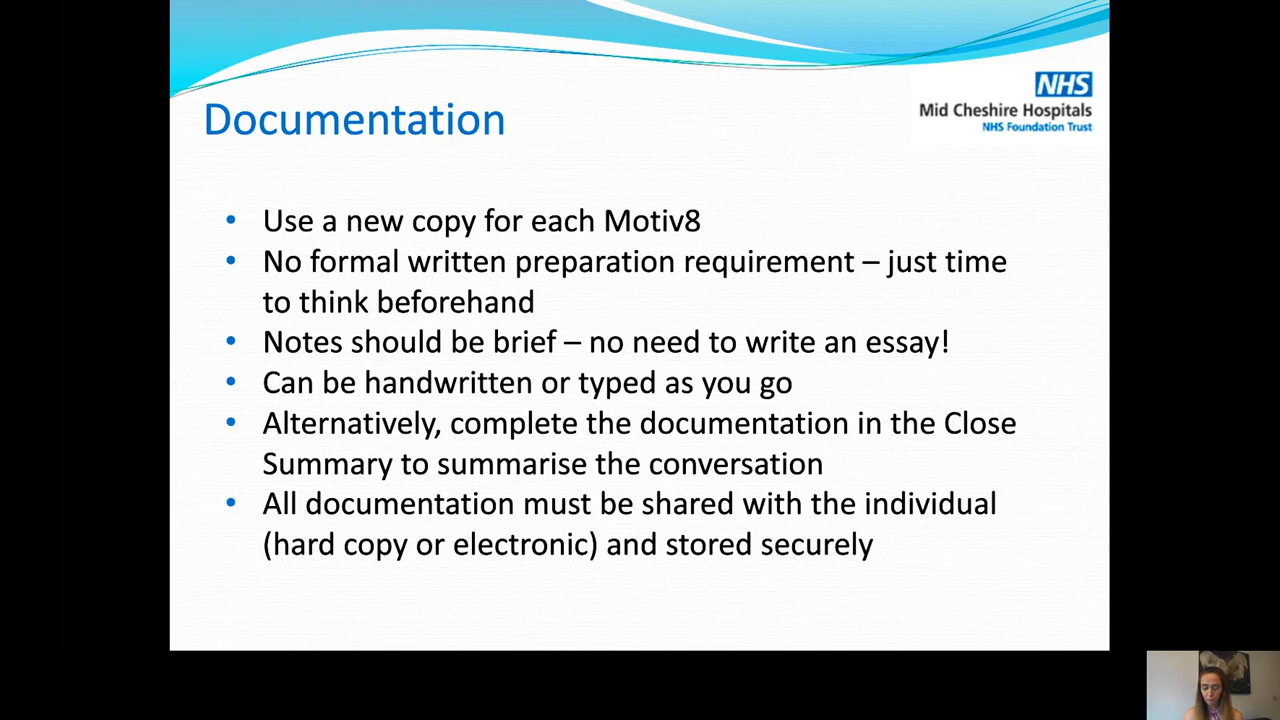 NHS
Mid Cheshire Hospitals
NHS Foundation Trust
Documentation
• Use a new copy for each Motiv8
• No formal written preparation requirement – just time
to think beforehand
• Notes should be brief – no need to write an essay!
• Can be handwritten or typed as you go
• Alternatively, complete the documentation in the Close
Summary to summarise the conversation
• All documentation must be shared with the individual
(hard copy or electronic) and stored securely